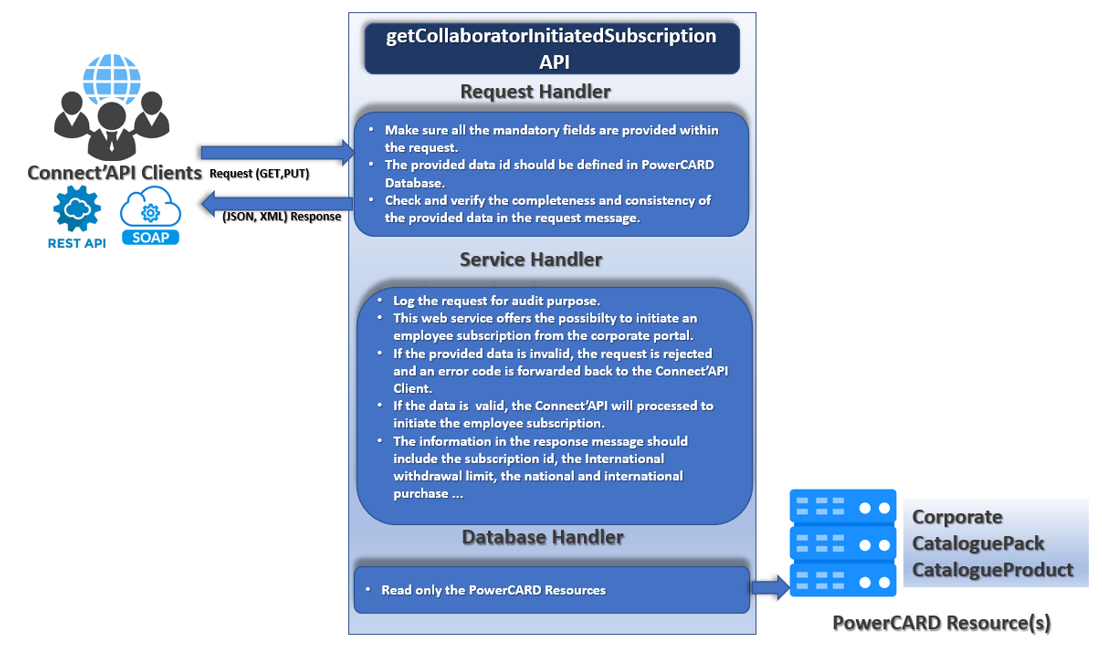 getCollaboratorInitiatedSubscription
API
Request Handler
• Make sure all the mandatory fields are provided within
the request.
• The provided data id should be defined in PowerCARD
Database.
• Check and verify the completeness and consistency of
the provided data in the request message.
Connect'API Clients
Request (GET,PUT)
(JSON, XML) Response
REST API
SOAP
Service Handler
• Log the request for audit purpose.
• This web service offers the possibilty to initiate an
employee subscription from the corporate portal.
• If the provided data is invalid, the request is rejected
and an error code is forwarded back to the Connect'API
Client.
• If the data is valid, the Connect'API will processed to
initiate the employee subscription.
• The information in the response message should
include the subscription id, the International
withdrawal limit, the national and international
purchase ...
Database Handler
• Read only the PowerCARD Resources
Corporate
CataloguePack
CatalogueProduct
PowerCARD Resource(s)